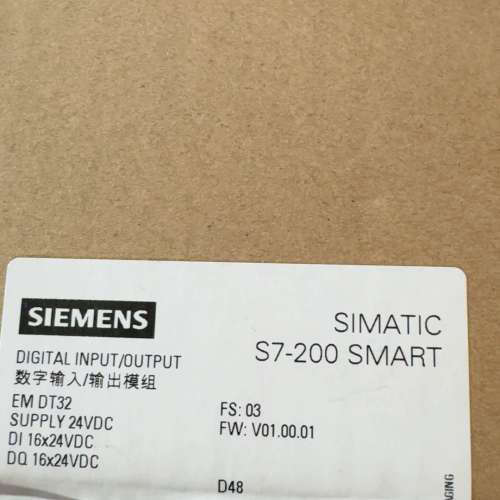 SIEMENS
SIMATIC
S7-200 SMART
DIGITAL INPUT/OUTPUT
数字输入/输出模组
EM DT32
SUPPLY 24VDC
DI 16x24VDC
DQ 16x24VDC
FS: 03
FW: V01.00.01
D48